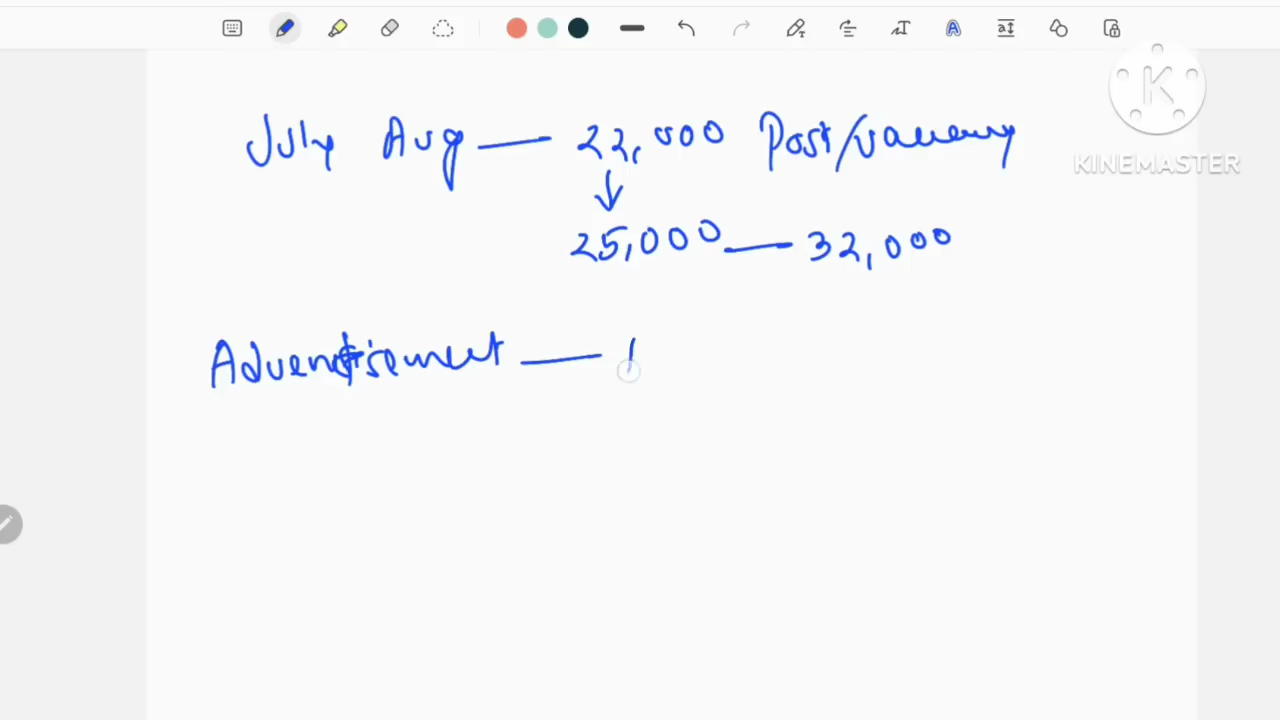 July Aug — 22,000 Post/vacancy
↓
25,000 — 32,000
Advertisement —
K
KINEMASTER